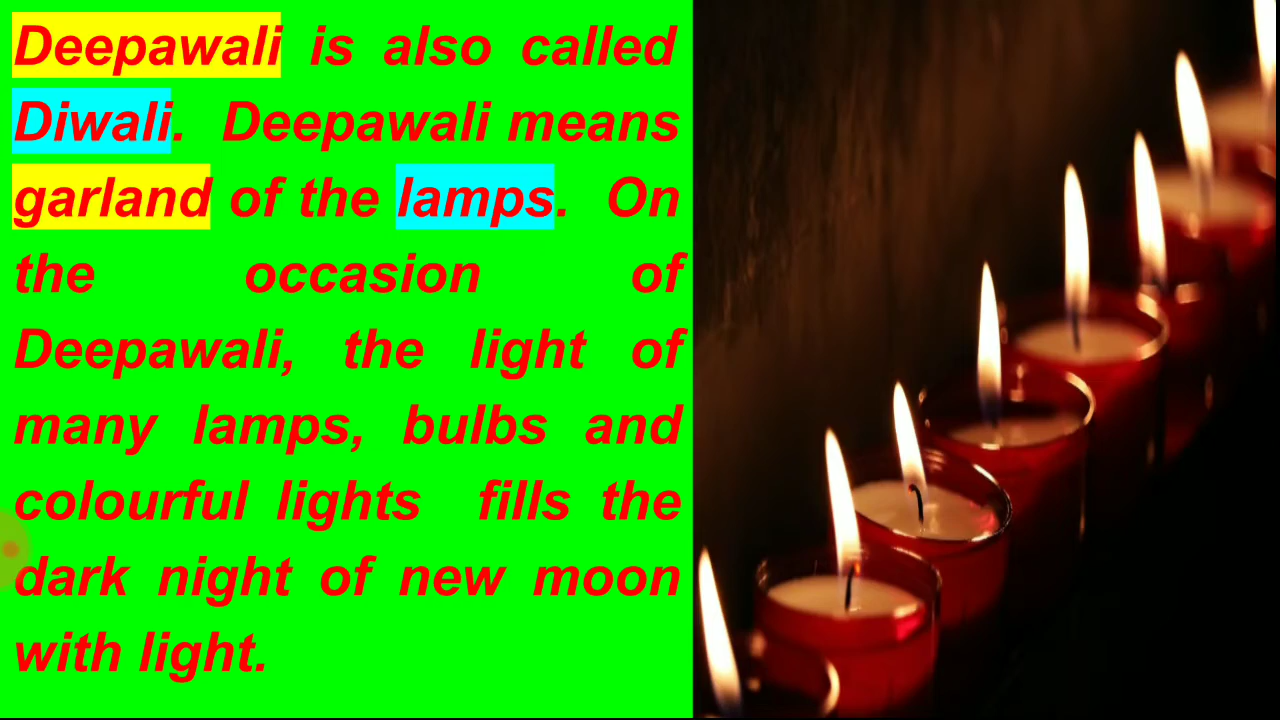 Deepawali is also called
Diwali. Deepawali means
garland of the lamps. On
the occasion of
Deepawali, the light of
many lamps, bulbs and
colourful lights fills the
dark night of new moon
with light.